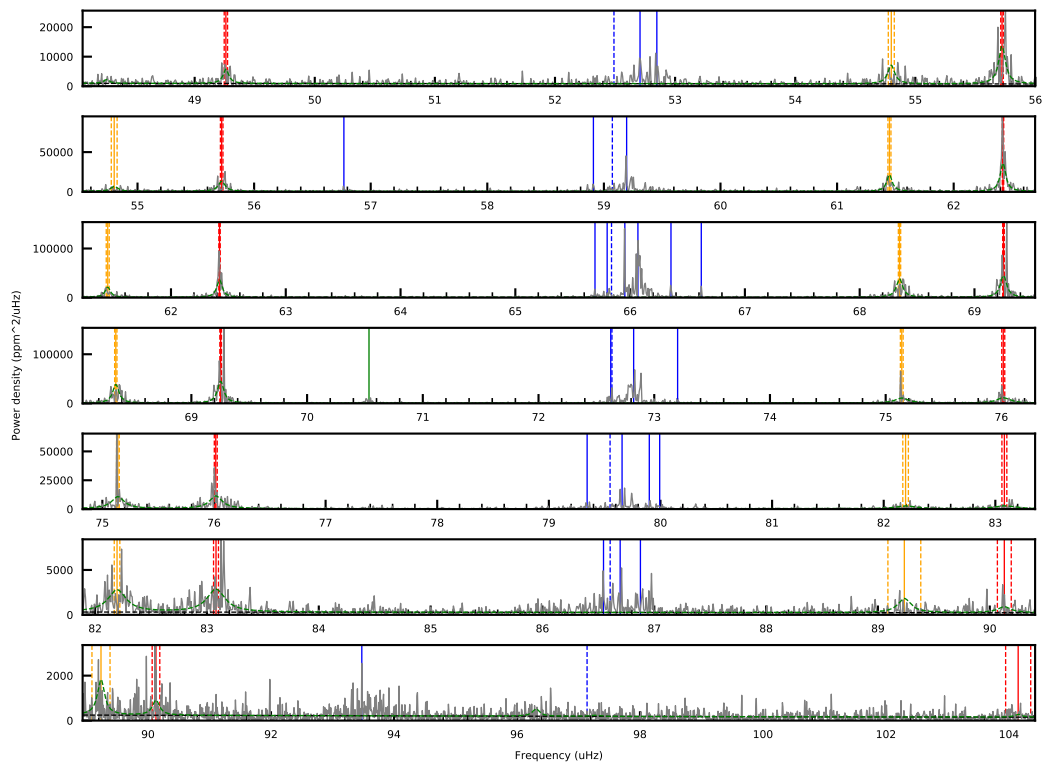 20000
10000
0
49 50 51 52 53 54 55 56
50000
0
55 56 57 58 59 60 61 62
100000
0
62 63 64 65 66 67 68 69
Power density (ppm^2/uHz)
100000
0
69 70 71 72 73 74 75 76
50000
25000
0
75 76 77 78 79 80 81 82 83
5000
0
82 83 84 85 86 87 88 89 90
2000
0
90 92 94 96 98 100 102 104
Frequency (uHz)